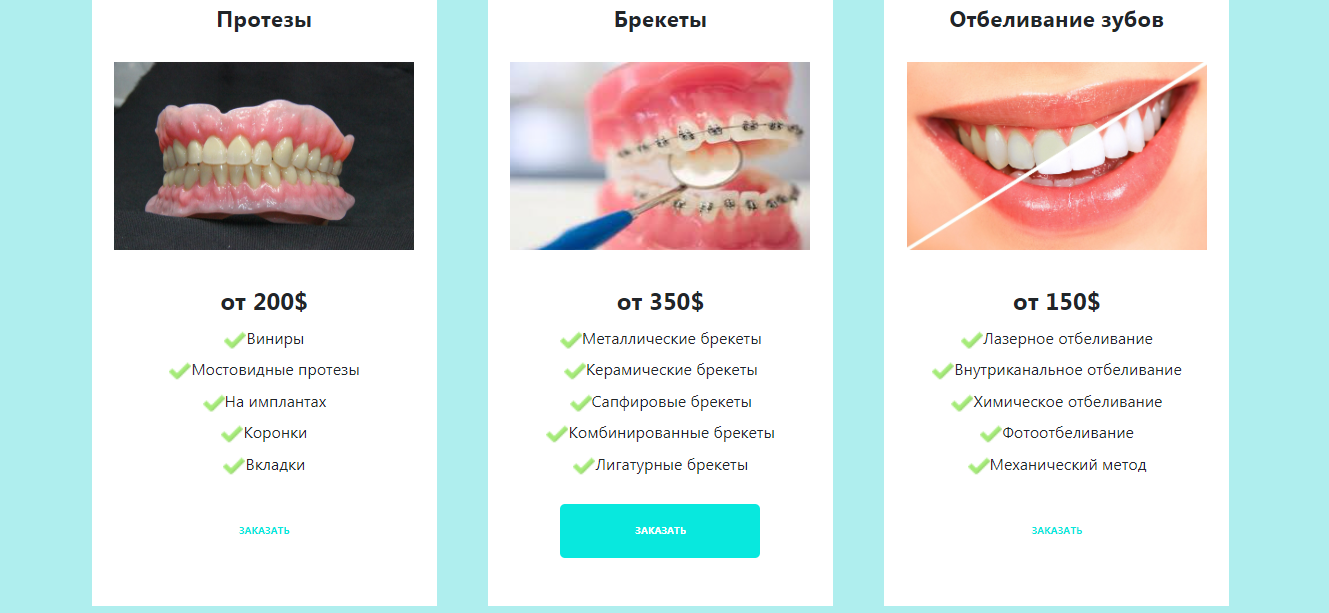 Протезы
от 200$
Виниры
Мостовидные протезы
На имплантах
Коронки
Вкладки
ЗАКАЗАТЬ
Брекеты
от 350$
Металлические брекеты
Керамические брекеты
Сапфировые брекеты
Комбинированные брекеты
Лигатурные брекеты
ЗАКАЗАТЬ
Отбеливание зубов
от 150$
Лазерное отбеливание
Внутриканальное отбеливание
Химическое отбеливание
Фотоотбеливание
Механический метод
ЗАКАЗАТЬ